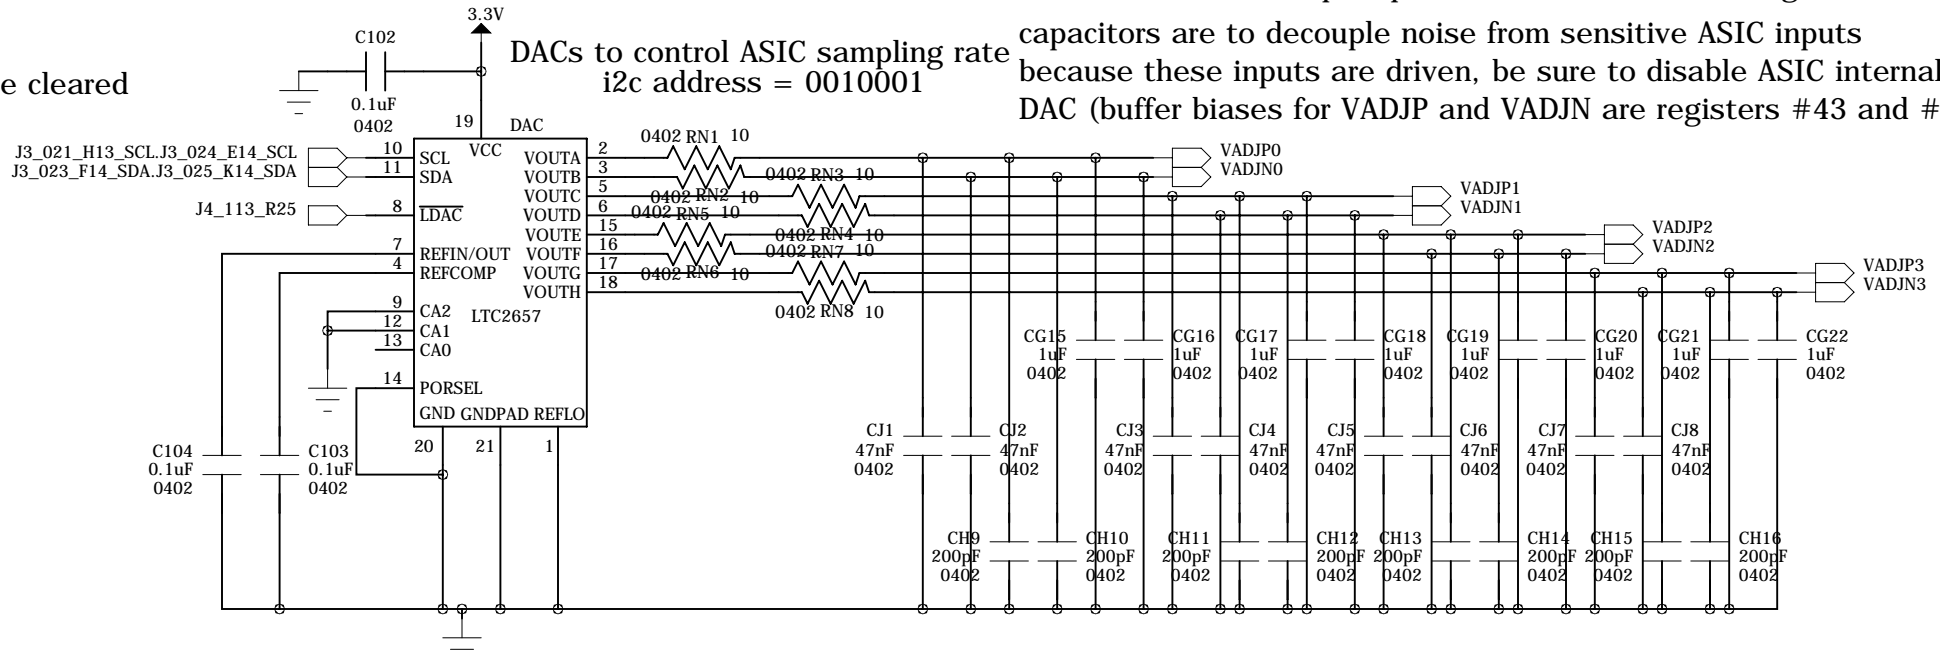 capacitors are to decouple noise from sensitive ASIC inputs
because these inputs are driven, be sure to disable ASIC internal
DAC (buffer biases for VADJP and VADJN are registers #43 and #
e cleared
DACs to control ASIC sampling rate
i2c address = 0010001
3.3V
C102
0.1uF
0402
19
DAC
VCC
J3_021_H13_SCL.J3_024_E14_SCL
10
SCL
J3_023_F14_SDA.J3_025_K14_SDA
11
SDA
J4_113_R25
8
LDAC
7
REFIN/OUT
4
REFCOMP
9
CA2
12
CA1
13
CA0
14
PORSEL
LTC2657
GND GNDPAD REFLO
20
21
1
VOUTA
2
VOUTB
3
VOUTC
5
VOUTD
6
VOUTE
15
VOUTF
16
VOUTG
17
VOUTH
18
0402 RN1 10
0402 RN2 10
0402 RN3 10
0402 RN4 10
0402 RN5 10
0402 RN6 10
0402 RN7 10
0402 RN8 10
VADJP0
VADJN0
VADJP1
VADJN1
VADJP2
VADJN2
VADJP3
VADJN3
CG15
1uF
0402
CG16
1uF
0402
CG17
1uF
0402
CG18
1uF
0402
CG19
1uF
0402
CG20
1uF
0402
CG21
1uF
0402
CG22
1uF
0402
C104
0.1uF
0402
C103
0.1uF
0402
CJ1
47nF
0402
CJ2
47nF
0402
CJ3
47nF
0402
CJ4
47nF
0402
CJ5
47nF
0402
CJ6
47nF
0402
CJ7
47nF
0402
CJ8
47nF
0402
CH9
200pF
0402
CH10
200pF
0402
CH11
200pF
0402
CH12
200pF
0402
CH13
200pF
0402
CH14
200pF
0402
CH15
200pF
0402
CH16
200pF
0402